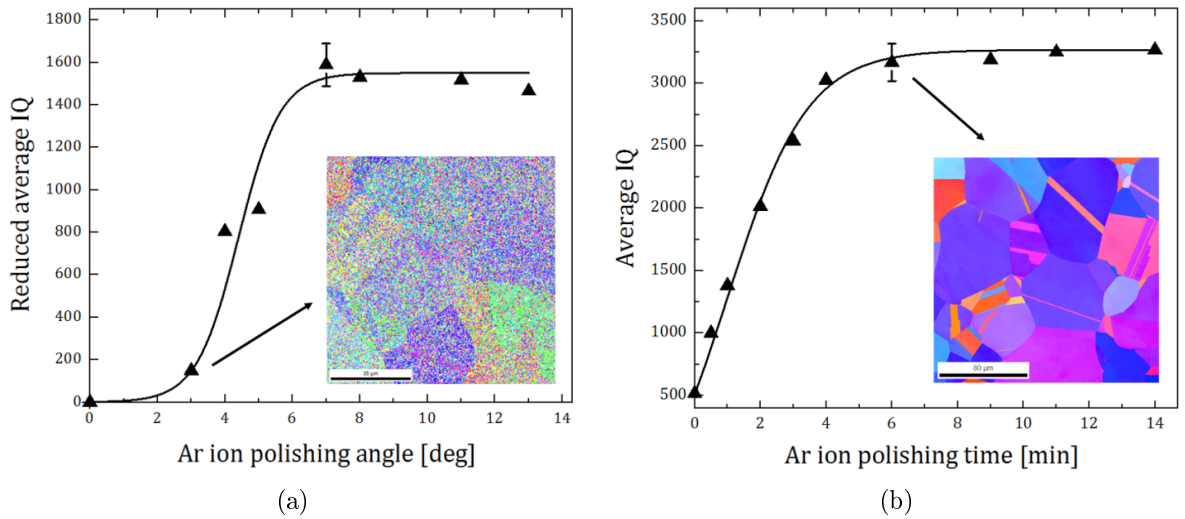 1800
1600
1400
1200
1000
800
600
400
200
0
Reduced average IQ
0 2 4 6 8 10 12 14
Ar ion polishing angle [deg]
35 µm
(a)
3500
3000
2500
2000
1500
1000
500
Average IQ
0 2 4 6 8 10 12 14
Ar ion polishing time [min]
80 µm
(b)